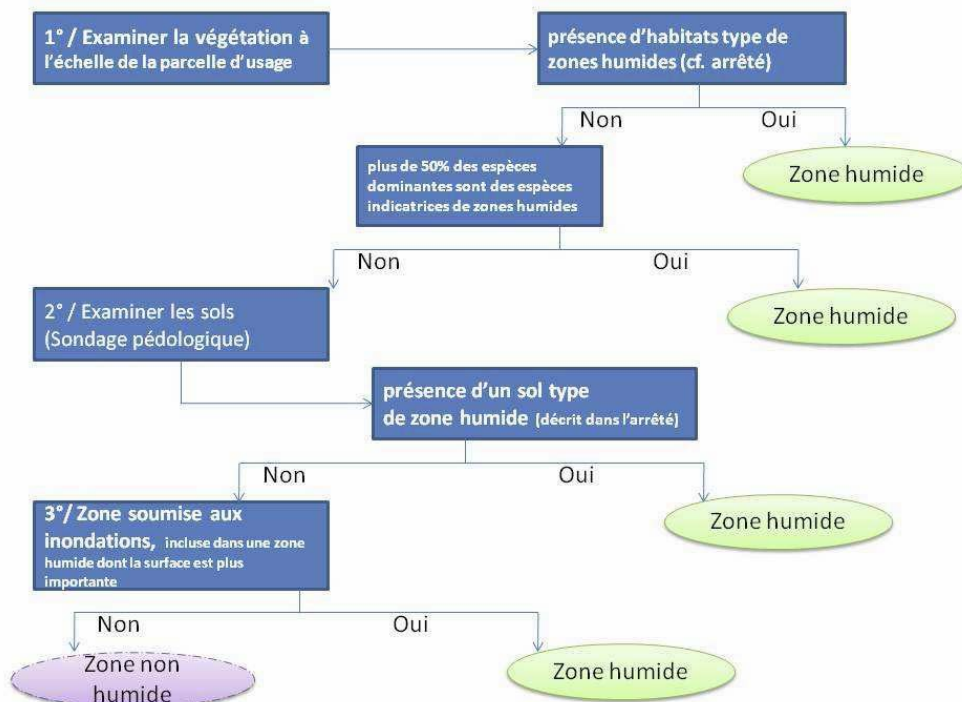 1° / Examiner la végétation à
l'échelle de la parcelle d'usage
présence d'habitats type de
zones humides (cf. arrêté)
Non
Oui
Zone humide
plus de 50% des espèces
dominantes sont des espèces
indicatrices de zones humides
Non
Oui
Zone humide
2° / Examiner les sols
(Sondage pédologique)
présence d'un sol type
de zone humide (décrit dans l'arrêté)
Non
Oui
Zone humide
3°/ Zone soumise aux
inondations, incluse dans une zone
humide dont la surface est plus
importante
Non
Oui
Zone non
humide
Zone humide